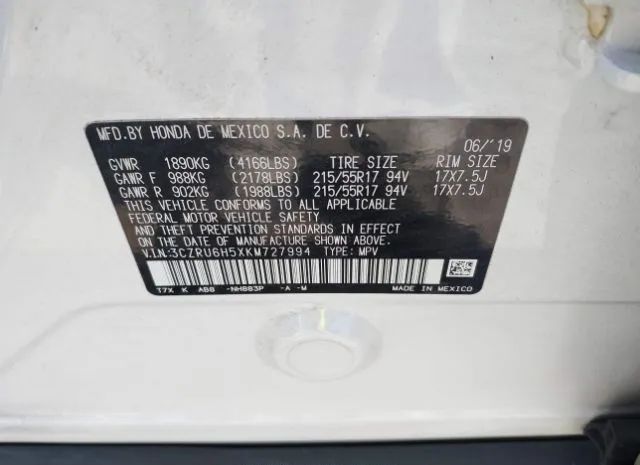 MFD.BY HONDA DE MEXICO S.A. DE C.V. 06/'19
GVWR 1890KG (4166LBS) TIRE SIZE RIM SIZE
GAWR F 988KG (2178LBS) 215/55R17 94V 17X7.5J
GAWR R 902KG (1988LBS) 215/55R17 94V 17X7.5J
THIS VEHICLE CONFORMS TO ALL APPLICABLE
FEDERAL MOTOR VEHICLE SAFETY
AND THEFT PREVENTION STANDARDS IN EFFECT
ON THE DATE OF MANUFACTURE SHOWN ABOVE.
V.I.N:3CZRU6H5XKM727994 TYPE: MPV
T7X K AB8 -NH883P -A -M MADE IN MEXICO